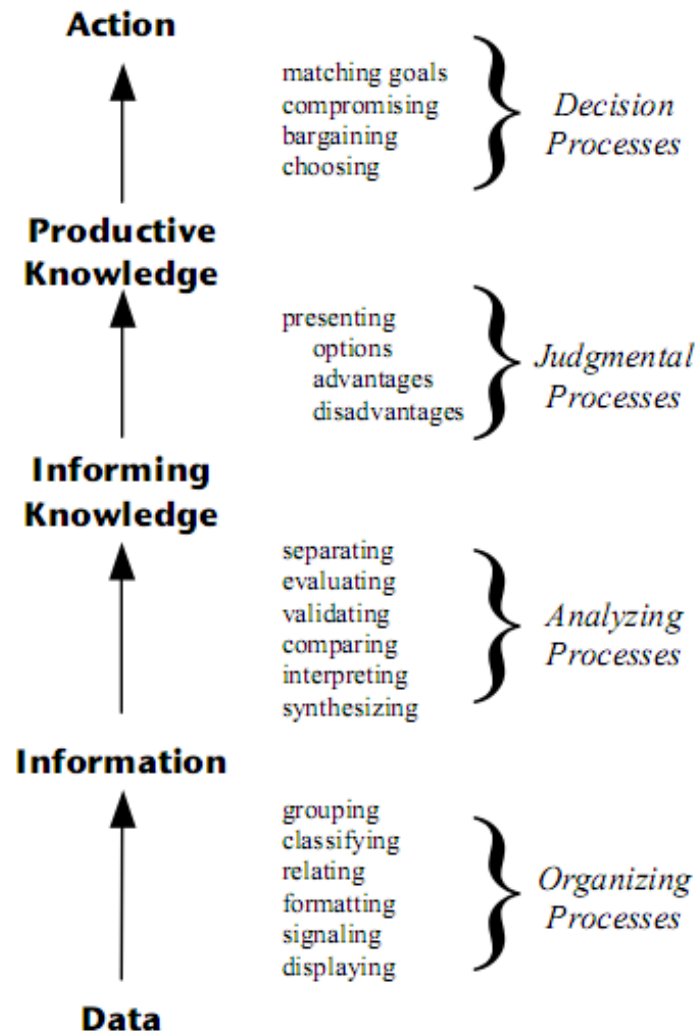 Action
matching goals
compromising
bargaining
choosing
Decision
Processes
Productive
Knowledge
presenting
options
advantages
disadvantages
Judgmental
Processes
Informing
Knowledge
separating
evaluating
validating
comparing
interpreting
synthesizing
Analyzing
Processes
Information
grouping
classifying
relating
formatting
signaling
displaying
Organizing
Processes
Data